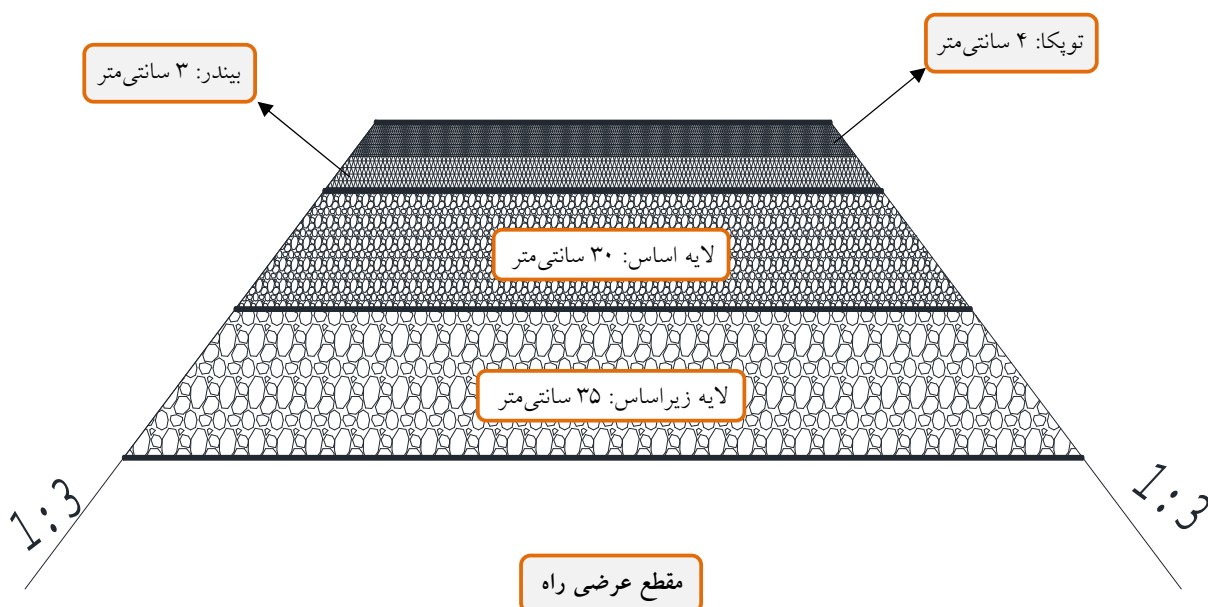 توپکا: ۴ سانتی‌متر
بیندر: ۳ سانتی‌متر
لایه اساس: ۳۰ سانتی‌متر
لایه زیراساس: ۳۵ سانتی‌متر
1:3
1:3
مقطع عرضی راه